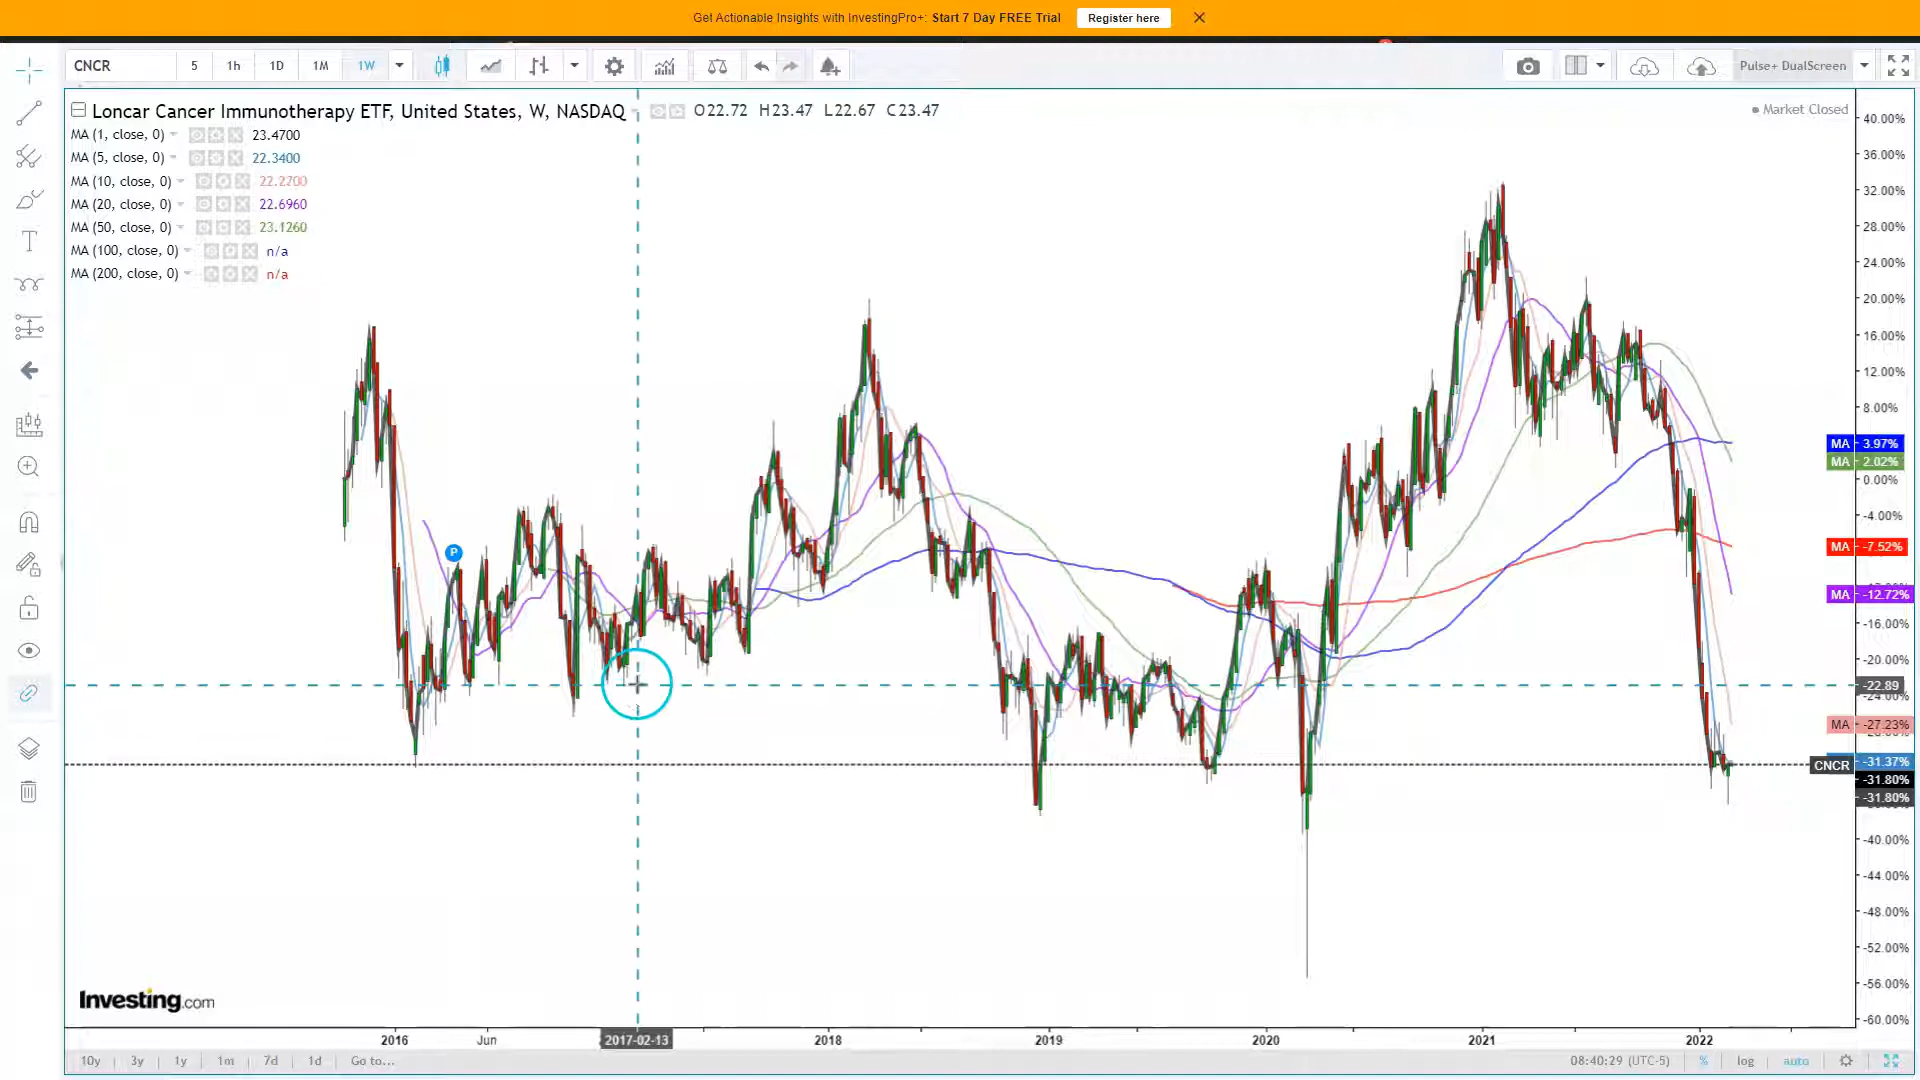 Get Actionable Insights with InvestingPro+: Start 7 Day FREE Trial Register here
CNCR 5 1h 1D 1M 1W Pulse+ DualScreen
Loncar Cancer Immunotherapy ETF, United States, W, NASDAQ O22.72 H23.47 L22.67 C23.47 Market Closed
MA (1, close, 0) 23.4700
MA (5, close, 0) 22.3400
MA (10, close, 0) 22.2700
MA (20, close, 0) 22.6960
MA (50, close, 0) 23.1260
MA (100, close, 0) n/a
MA (200, close, 0) n/a
40.00%
36.00%
32.00%
28.00%
24.00%
20.00%
16.00%
12.00%
8.00%
MA 3.97%
MA 2.02%
0.00%
-4.00%
MA -7.52%
MA -12.72%
-16.00%
-20.00%
-22.89
-24.00%
MA -27.23%
-31.37%
CNCR
-31.80%
-31.80%
-40.00%
-44.00%
-48.00%
-52.00%
-56.00%
-60.00%
P
Investing.com
2016 Jun 2017-02-13 2018 2019 2020 2021 2022
10y 3y 1y 1m 7d 1d Go to... 08:40:29 (UTC-5) % log auto